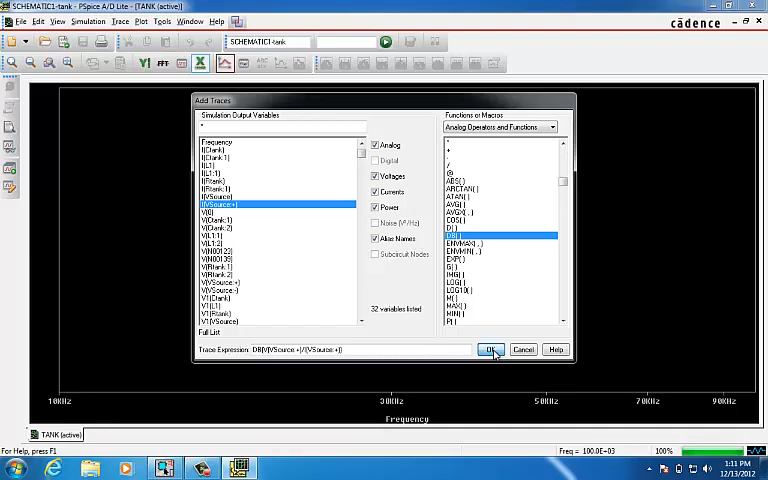 SCHEMATIC1-tank - PSpice A/D Lite - [TANK (active)]
File Edit View Simulation Trace Plot Tools Window Help
cādence
SCHEMATIC1-tank
Add Traces
Simulation Output Variables
*
Functions or Macros
Analog Operators and Functions
Frequency
I(Ctank)
I(Ctank:1)
I(L1)
I(L1:1)
I(Rtank)
I(Rtank:1)
I(VSource)
I(VSource:+)
V(0)
V(Ctank:1)
V(Ctank:2)
V(L1:1)
V(L1:2)
V(N00123)
V(N00139)
V(Rtank:1)
V(Rtank:2)
V(VSource:+)
V(VSource:-)
V1(Ctank)
V1(L1)
V1(Rtank)
V1(VSource)
Analog
Digital
Voltages
Currents
Power
Noise (V²/Hz)
Alias Names
Subcircuit Nodes
32 variables listed
*
+
-
/
@
ABS( )
ARCTAN( )
ATAN( )
AVG( )
AVGX( , )
COS( )
D( )
DB( )
ENVMAX( , )
ENVMIN( , )
EXP( )
G( )
IMG( )
LOG( )
LOG10( )
M( )
MAX( )
MIN( )
P( )
Full List
Trace Expression: DB(V(VSource:+)/I(VSource:+))
OK
Cancel
Help
10KHz 30KHz 50KHz 70KHz 90KHz
Frequency
TANK (active)
For Help, press F1
Freq = 100.0E+03 100%
1:11 PM
12/13/2012